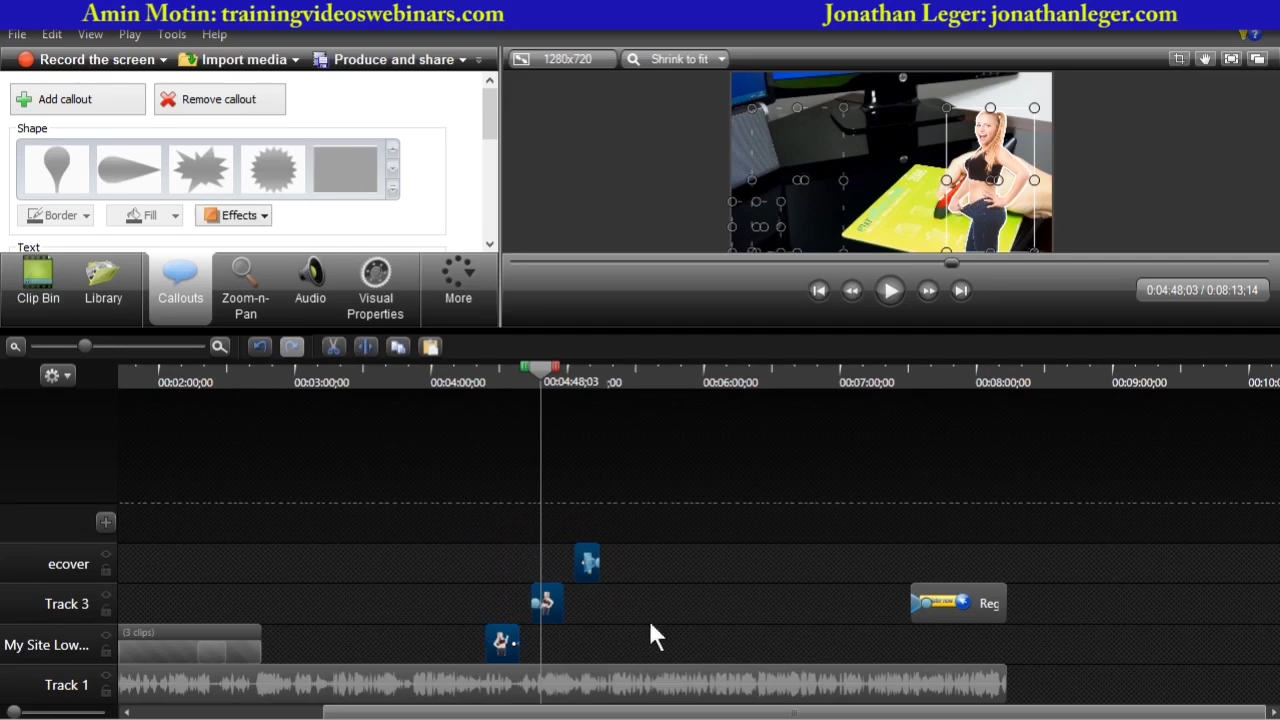 Amin Motin: trainingvideoswebinars.com
Jonathan Leger: jonathanleger.com
File Edit View Play Tools Help
Record the screen Import media Produce and share
1280x720 Shrink to fit
Add callout Remove callout
Shape
Border Fill Effects
Text
Clip Bin Library Callouts Zoom-n-Pan Audio Visual Properties More
0:04:48;03 / 0:08:13;14
00:02:00;00 00:03:00;00 00:04:00;00 00:04:48;03 ;00 00:06:00;00 00:07:00;00 00:08:00;00 00:09:00;00 00:10:0
ecover
Track 3
Reg
My Site Low...
(3 clips)
Track 1